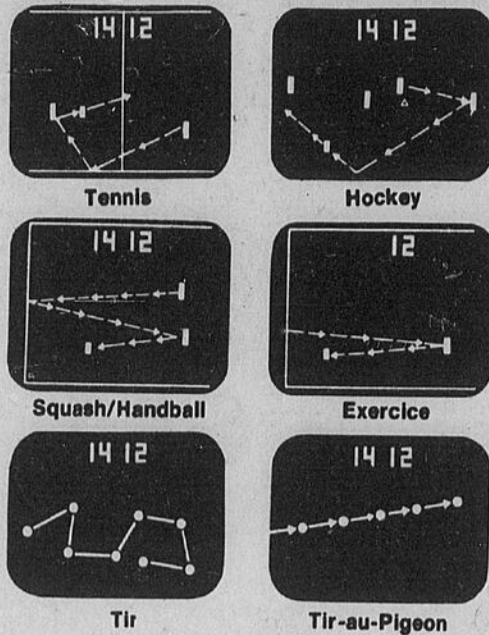 14 12
14 12
Tennis
Hockey
14 12
12
Squash/Handball
Exercice
14 12
14 12
Tir
Tir-au-Pigeon